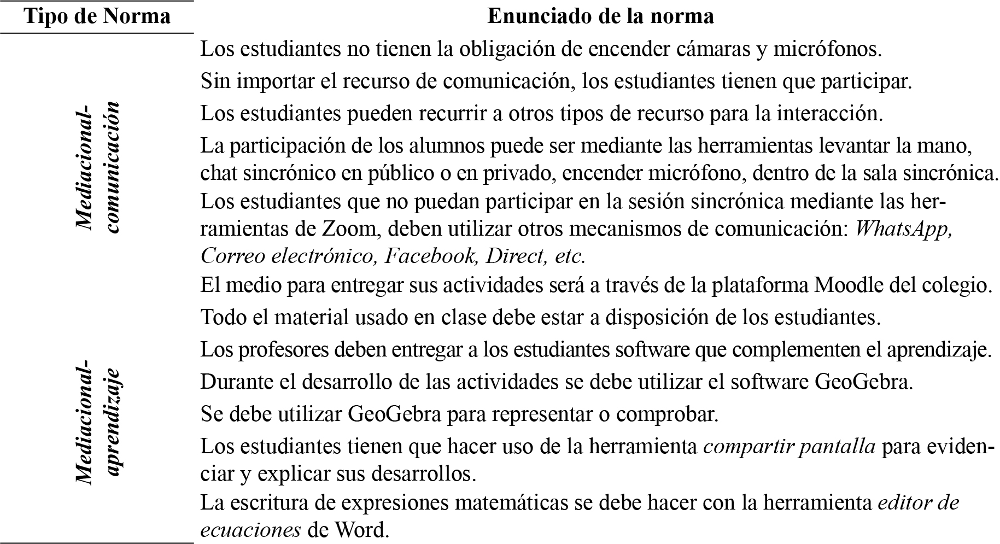 Tipo de Norma Enunciado de la norma
Mediacional-
comunicación
Los estudiantes no tienen la obligación de encender cámaras y micrófonos.
Sin importar el recurso de comunicación, los estudiantes tienen que participar.
Los estudiantes pueden recurrir a otros tipos de recurso para la interacción.
La participación de los alumnos puede ser mediante las herramientas levantar la mano,
chat sincrónico en público o en privado, encender micrófono, dentro de la sala sincrónica.
Los estudiantes que no puedan participar en la sesión sincrónica mediante las her-
ramientas de Zoom, deben utilizar otros mecanismos de comunicación: WhatsApp,
Correo electrónico, Facebook, Direct, etc.
Mediacional-
aprendizaje
El medio para entregar sus actividades será a través de la plataforma Moodle del colegio.
Todo el material usado en clase debe estar a disposición de los estudiantes.
Los profesores deben entregar a los estudiantes software que complementen el aprendizaje.
Durante el desarrollo de las actividades se debe utilizar el software GeoGebra.
Se debe utilizar GeoGebra para representar o comprobar.
Los estudiantes tienen que hacer uso de la herramienta compartir pantalla para eviden-
ciar y explicar sus desarrollos.
La escritura de expresiones matemáticas se debe hacer con la herramienta editor de
ecuaciones de Word.